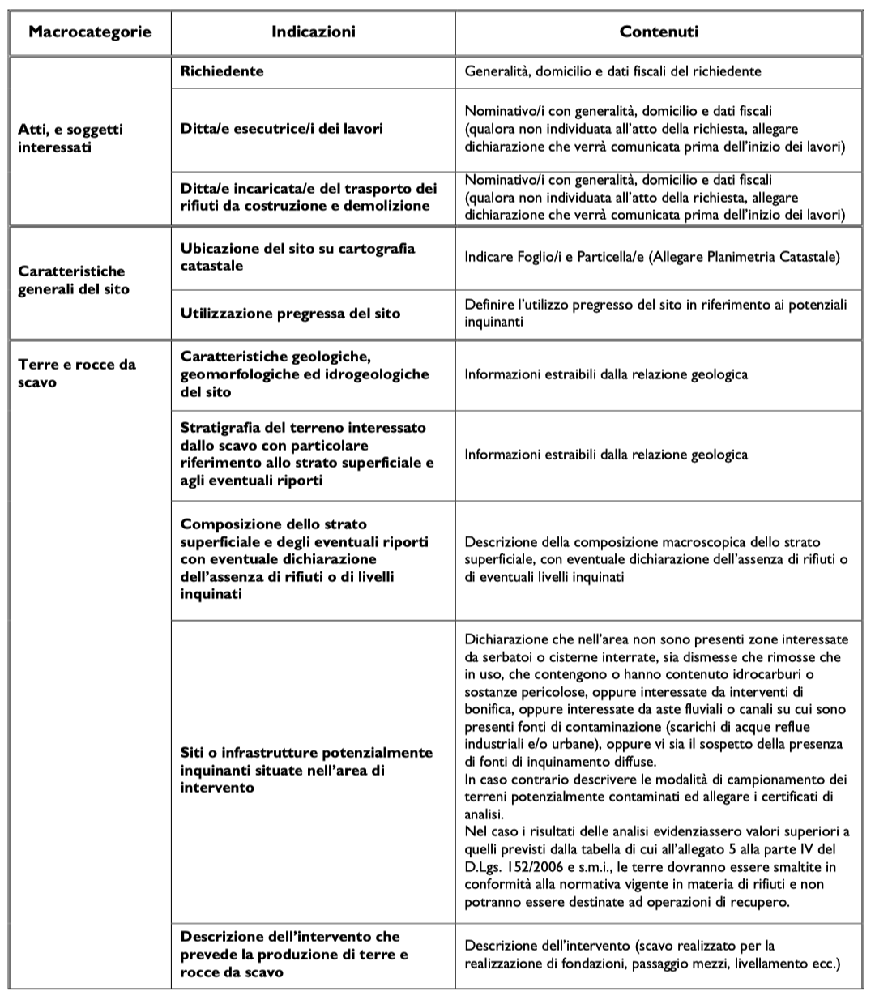 Macrocategorie Indicazioni Contenuti
Atti, e soggetti
interessati
Richiedente
Generalità, domicilio e dati fiscali del richiedente
Ditta/e esecutrice/i dei lavori
Nominativo/i con generalità, domicilio e dati fiscali
(qualora non individuata all'atto della richiesta, allegare
dichiarazione che verrà comunicata prima dell'inizio dei lavori)
Ditta/e incaricata/e del trasporto dei
rifiuti da costruzione e demolizione
Nominativo/i con generalità, domicilio e dati fiscali
(qualora non individuata all'atto della richiesta, allegare
dichiarazione che verrà comunicata prima dell'inizio dei lavori)
Caratteristiche
generali del sito
Ubicazione del sito su cartografia
catastale
Indicare Foglio/i e Particella/e (Allegare Planimetria Catastale)
Utilizzazione pregressa del sito
Definire l'utilizzo pregresso del sito in riferimento ai potenziali
inquinanti
Terre e rocce da
scavo
Caratteristiche geologiche,
geomorfologiche ed idrogeologiche
del sito
Informazioni estraibili dalla relazione geologica
Stratigrafia del terreno interessato
dallo scavo con particolare
riferimento allo strato superficiale e
agli eventuali riporti
Informazioni estraibili dalla relazione geologica
Composizione dello strato
superficiale e degli eventuali riporti
con eventuale dichiarazione
dell'assenza di rifiuti o di livelli
inquinati
Descrizione della composizione macroscopica dello strato
superficiale, con eventuale dichiarazione dell'assenza di rifiuti o
di eventuali livelli inquinati
Siti o infrastrutture potenzialmente
inquinanti situate nell'area di
intervento
Dichiarazione che nell'area non sono presenti zone interessate
da serbatoi o cisterne interrate, sia dismesse che rimosse che
in uso, che contengono o hanno contenuto idrocarburi o
sostanze pericolose, oppure interessate da interventi di
bonifica, oppure interessate da aste fluviali o canali su cui sono
presenti fonti di contaminazione (scarichi di acque reflue
industriali e/o urbane), oppure vi sia il sospetto della presenza
di fonti di inquinamento diffuse.
In caso contrario descrivere le modalità di campionamento dei
terreni potenzialmente contaminati ed allegare i certificati di
analisi.
Nel caso i risultati delle analisi evidenziassero valori superiori a
quelli previsti dalla tabella di cui all'allegato 5 alla parte IV del
D.Lgs. 152/2006 e s.m.i., le terre dovranno essere smaltite in
conformità alla normativa vigente in materia di rifiuti e non
potranno essere destinate ad operazioni di recupero.
Descrizione dell'intervento che
prevede la produzione di terre e
rocce da scavo
Descrizione dell'intervento (scavo realizzato per la
realizzazione di fondazioni, passaggio mezzi, livellamento ecc.)